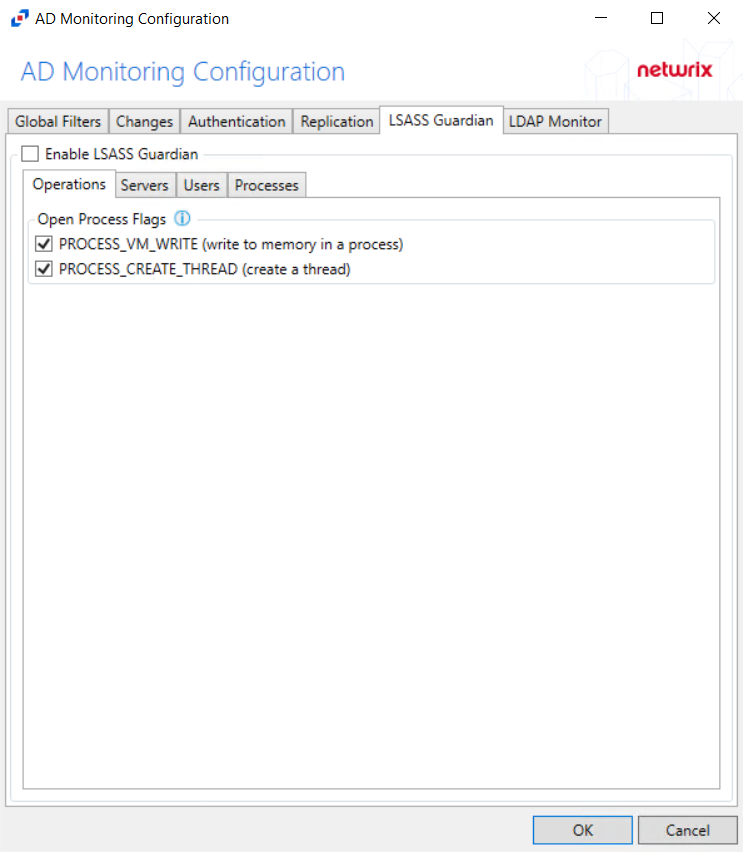 AD Monitoring Configuration
AD Monitoring Configuration
netwrix
Global Filters Changes Authentication Replication LSASS Guardian LDAP Monitor
Enable LSASS Guardian
Operations Servers Users Processes
Open Process Flags
PROCESS_VM_WRITE (write to memory in a process)
PROCESS_CREATE_THREAD (create a thread)
OK Cancel